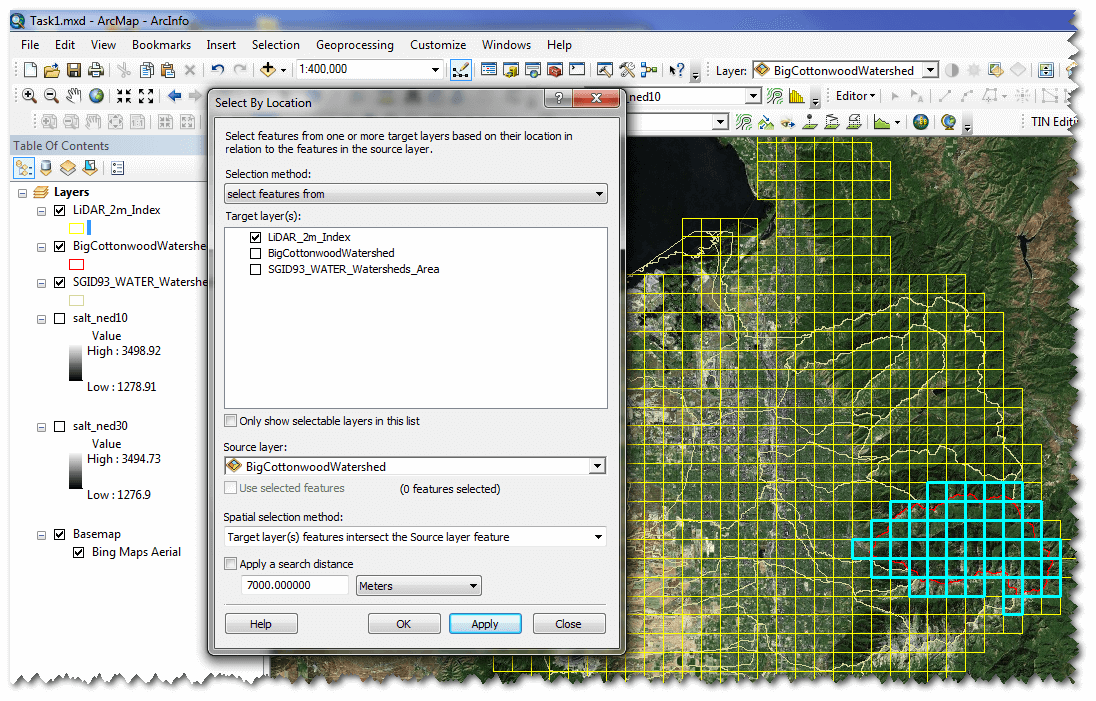 Task1.mxd - ArcMap - ArcInfo
File Edit View Bookmarks Insert Selection Geoprocessing Customize Windows Help
1:400,000
Layer: BigCottonwoodWatershed
ned10
Editor
TIN Editi
Table Of Contents
Layers
LiDAR_2m_Index
BigCottonwoodWatershe
SGID93_WATER_Watershe
salt_ned10
Value
High : 3498.92
Low : 1278.91
salt_ned30
Value
High : 3494.73
Low : 1276.9
Basemap
Bing Maps Aerial
Select By Location
Select features from one or more target layers based on their location in
relation to the features in the source layer.
Selection method:
select features from
Target layer(s):
LiDAR_2m_Index
BigCottonwoodWatershed
SGID93_WATER_Watersheds_Area
Only show selectable layers in this list
Source layer:
BigCottonwoodWatershed
Use selected features (0 features selected)
Spatial selection method:
Target layer(s) features intersect the Source layer feature
Apply a search distance
7000.000000 Meters
Help OK Apply Close